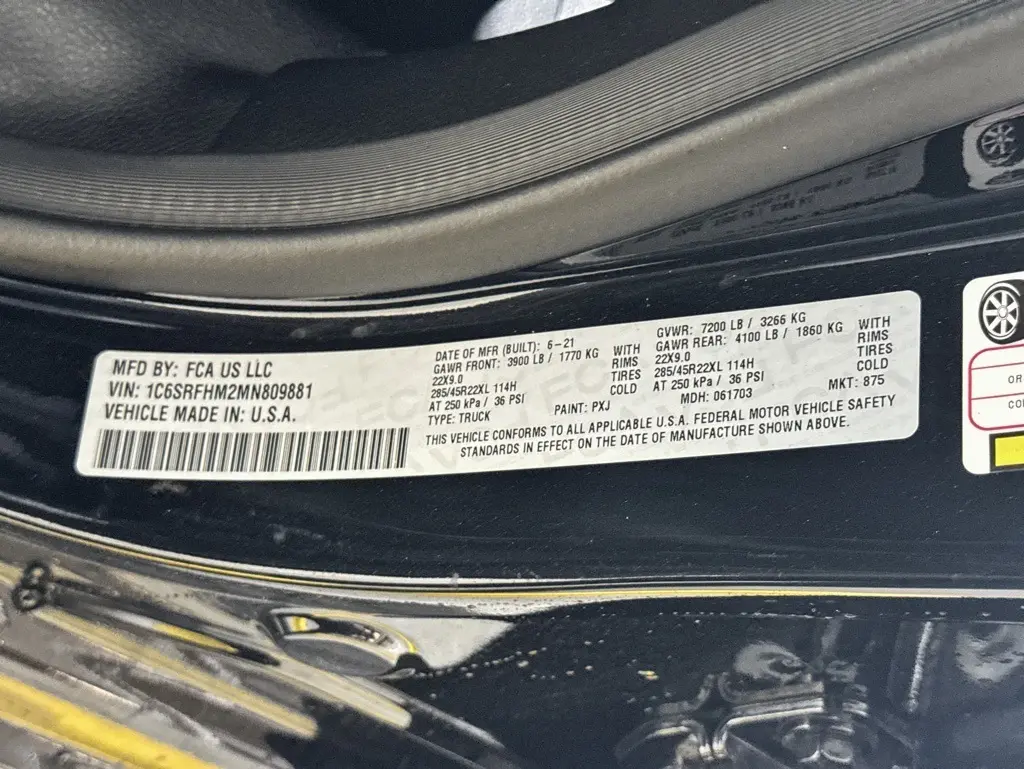 MFD BY: FCA US LLC
VIN: 1C6SRFHM2MN809881
VEHICLE MADE IN: U.S.A.
DATE OF MFR (BUILT): 6-21
GAWR FRONT: 3900 LB / 1770 KG WITH
22X9.0 RIMS
285/45R22XL 114H TIRES
AT 250 kPa / 36 PSI COLD
TYPE: TRUCK PAINT: PXJ
GVWR: 7200 LB / 3266 KG
GAWR REAR: 4100 LB / 1860 KG WITH
22X9.0 RIMS
285/45R22XL 114H TIRES
AT 250 kPa / 36 PSI COLD
MDH: 061703 MKT: 875
THIS VEHICLE CONFORMS TO ALL APPLICABLE U.S.A. FEDERAL MOTOR VEHICLE SAFETY
STANDARDS IN EFFECT ON THE DATE OF MANUFACTURE SHOWN ABOVE.